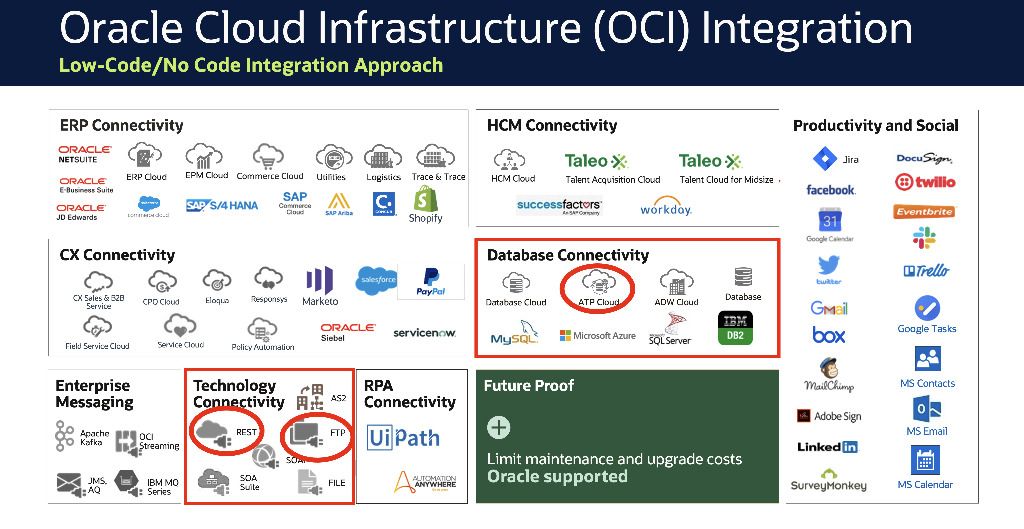 Oracle Cloud Infrastructure (OCI) Integration
Low-Code/No Code Integration Approach
ERP Connectivity
ORACLE
NETSUITE
ERP Cloud
EPM Cloud
Commerce Cloud
Utilities
Logistics
Trace & Trace
ORACLE
E-Business Suite
ORACLE
JD Edwards
salesforce
commerce cloud
SAP S/4 HANA
SAP
Commerce
Cloud
SAP Ariba
CONCUR
Shopify
HCM Connectivity
HCM Cloud
Taleo
Talent Acquisition Cloud
Taleo
Talent Cloud for Midsize
successfactors
An SAP Company
workday.
CX Connectivity
CX Sales & B2B
Service
CPQ Cloud
Eloqua
Responsys
Marketo
salesforce
PayPal
Field Service Cloud
Service Cloud
Policy Automation
ORACLE
Siebel
servicenow
Database Connectivity
Database Cloud
ATP Cloud
ADW Cloud
Database
MySQL
Microsoft Azure
SQL Server
IBM
DB2
Enterprise
Messaging
Apache
Kafka
OCI
Streaming
JMS,
AQ
IBM MQ
Series
Technology
Connectivity
AS2
REST
FTP
SOAP
SOA
Suite
FILE
RPA
Connectivity
UiPath
AUTOMATION
ANYWHERE
Future Proof
Limit maintenance and upgrade costs
Oracle supported
Productivity and Social
Jira
DocuSign
facebook
twilio
31
Google Calendar
Eventbrite
twitter
Trello
Gmail
Google Tasks
box
MS Contacts
MailChimp
Adobe Sign
MS Email
LinkedIn
SurveyMonkey
MS Calendar